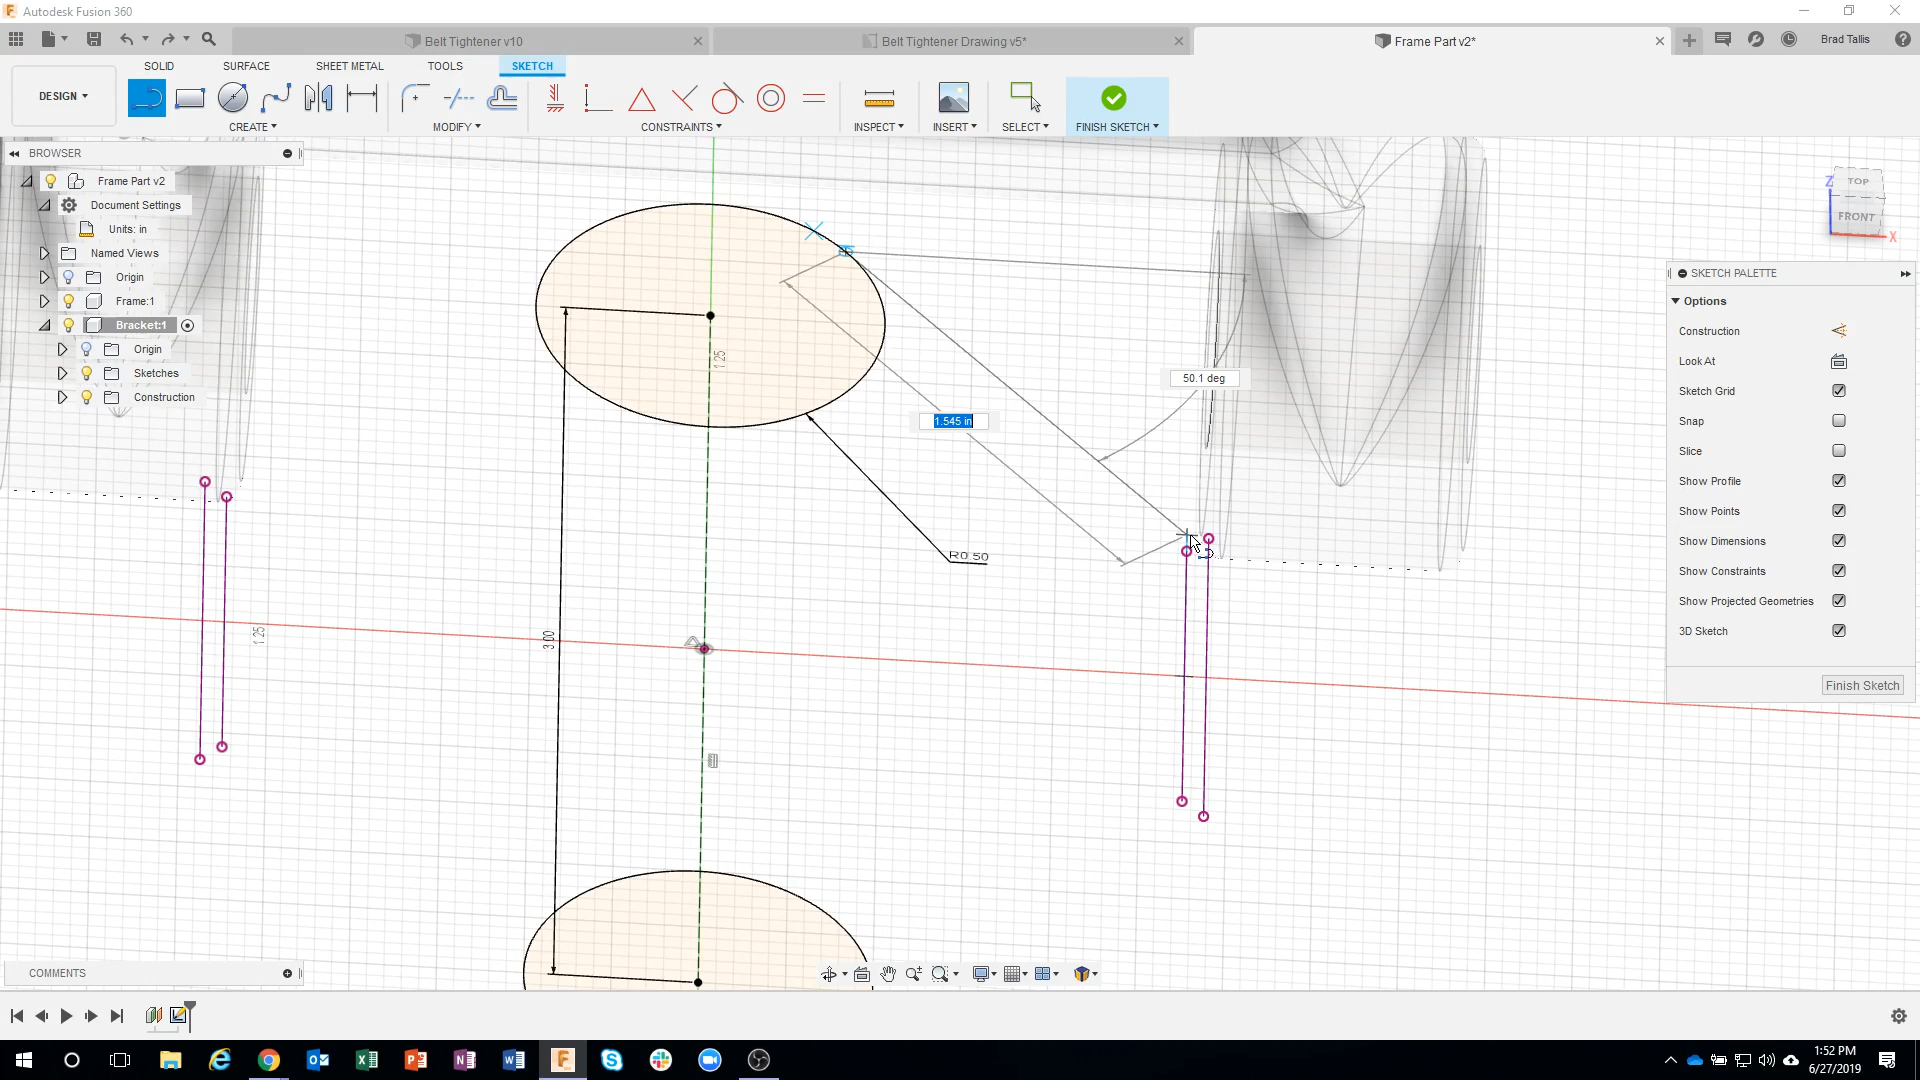 Autodesk Fusion 360
Belt Tightener v10
Belt Tightener Drawing v5*
Frame Part v2*
Brad Tallis
DESIGN
SOLID
SURFACE
SHEET METAL
TOOLS
SKETCH
CREATE
MODIFY
CONSTRAINTS
INSPECT
INSERT
SELECT
FINISH SKETCH
BROWSER
Frame Part v2
Document Settings
Units: in
Named Views
Origin
Frame:1
Bracket:1
Origin
Sketches
Construction
1.25
50.1 deg
1.545 in
R0.50
3.00
1.25
TOP
FRONT
Z
X
SKETCH PALETTE
Options
Construction
Look At
Sketch Grid
Snap
Slice
Show Profile
Show Points
Show Dimensions
Show Constraints
Show Projected Geometries
3D Sketch
Finish Sketch
COMMENTS
1:52 PM
6/27/2019